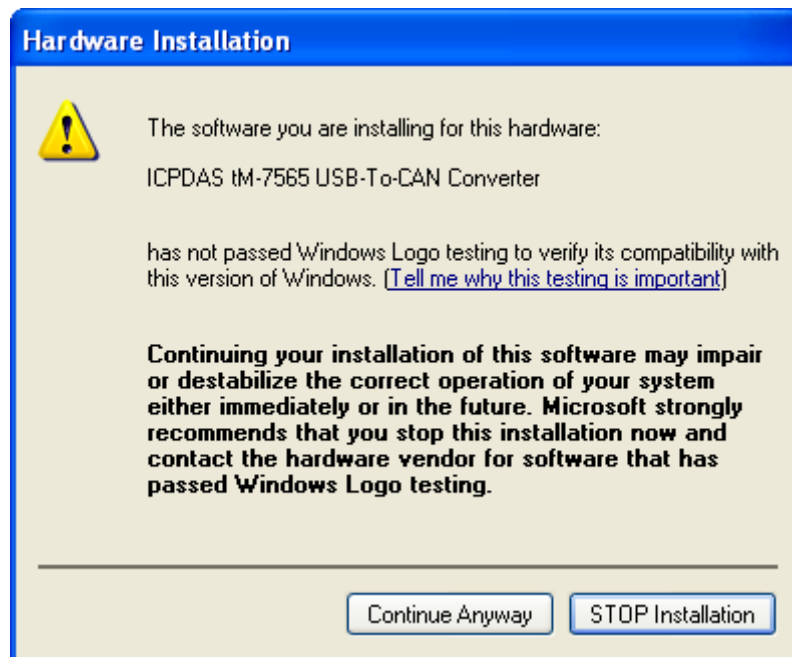 Hardware Installation
The software you are installing for this hardware:
ICPDAS tM-7565 USB-To-CAN Converter
has not passed Windows Logo testing to verify its compatibility with
this version of Windows. (Tell me why this testing is important)
Continuing your installation of this software may impair
or destabilize the correct operation of your system
either immediately or in the future. Microsoft strongly
recommends that you stop this installation now and
contact the hardware vendor for software that has
passed Windows Logo testing.
Continue Anyway STOP Installation